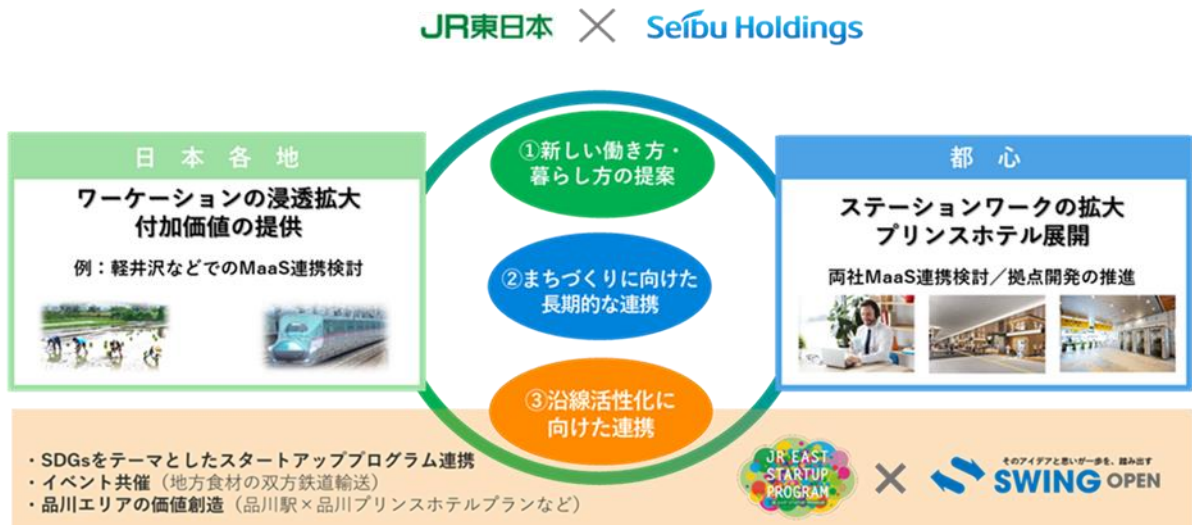 JR東日本 × Seibu Holdings
日本各地
ワーケーションの浸透拡大
付加価値の提供
例：軽井沢などでのMaaS連携検討
①新しい働き方・
暮らし方の提案
②まちづくりに向けた
長期的な連携
③沿線活性化に
向けた連携
都心
ステーションワークの拡大
プリンスホテル展開
両社MaaS連携検討／拠点開発の推進
・SDGsをテーマとしたスタートアッププログラム連携
・イベント共催（地方食材の双方鉄道輸送）
・品川エリアの価値創造（品川駅×品川プリンスホテルプランなど）
JR EAST
STARTUP
PROGRAM
×
そのアイデアと思いが一歩を、踏み出す
SWING OPEN